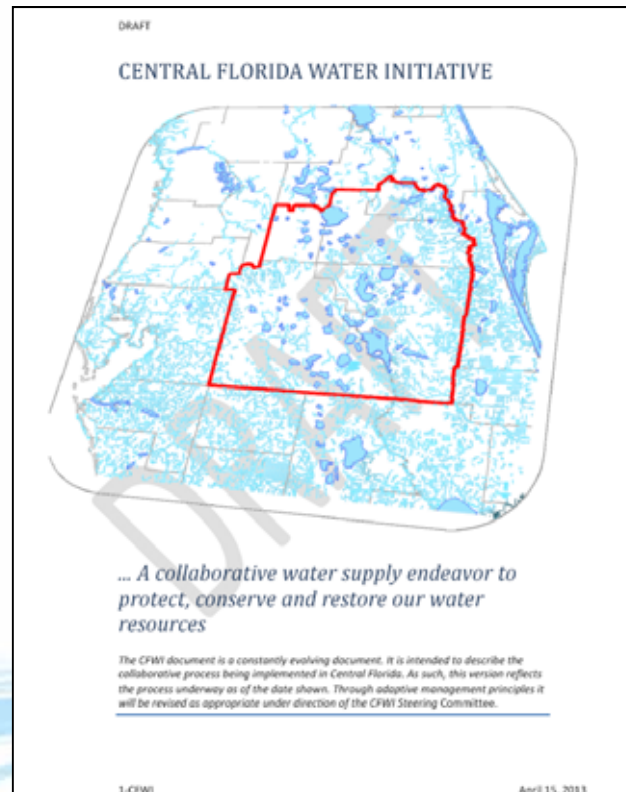 DRAFT
CENTRAL FLORIDA WATER INITIATIVE
DRAFT
... A collaborative water supply endeavor to
protect, conserve and restore our water
resources
The CFWI document is a constantly evolving document. It is intended to describe the
collaborative process being implemented in Central Florida. As such, this version reflects
the process underway as of the date shown. Through adaptive management principles it
will be revised as appropriate under direction of the CFWI Steering Committee.
1-CFWI April 15, 2013